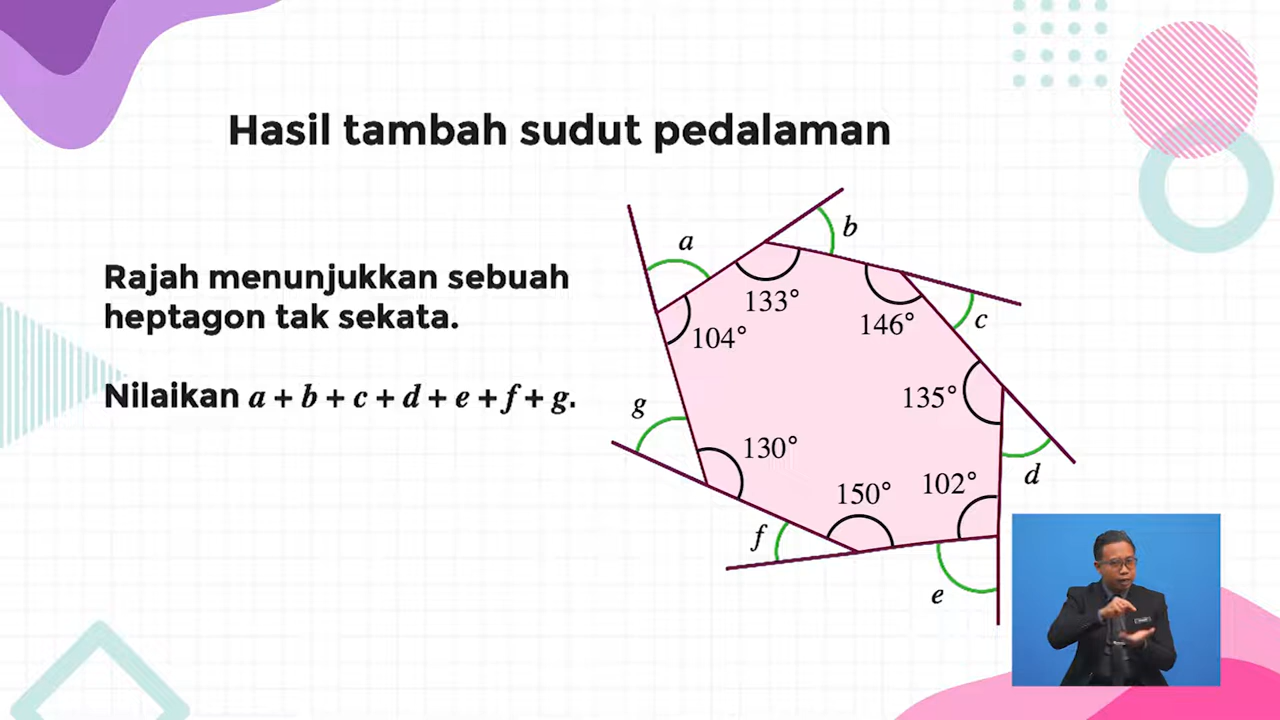 Hasil tambah sudut pedalaman
Rajah menunjukkan sebuah
heptagon tak sekata.
Nilaikan a + b + c + d + e + f + g.
a
b
133°
146°
c
104°
135°
g
130°
d
150°
102°
f
e